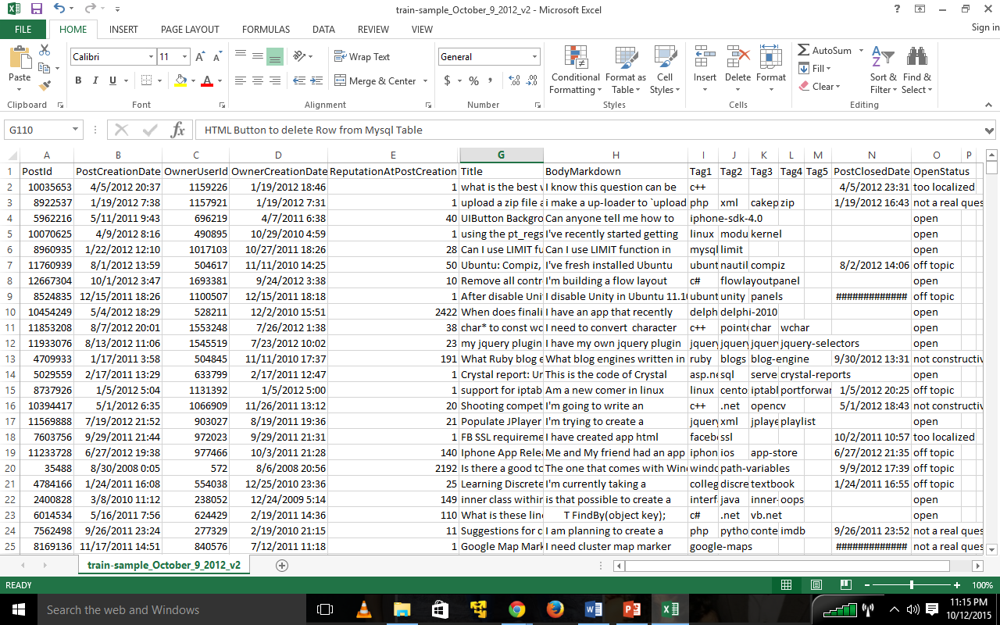 train-sample_October_9_2012_v2 - Microsoft Excel
?
FILE HOME INSERT PAGE LAYOUT FORMULAS DATA REVIEW VIEW Sign in
Paste
Calibri 11
B I U
Wrap Text
Merge & Center
General
$ % ,
Conditional Formatting
Format as Table
Cell Styles
Insert Delete Format
AutoSum
Fill
Clear
Sort & Filter
Find & Select
Clipboard Font Alignment Number Styles Cells Editing
G110 fx HTML Button to delete Row from Mysql Table
A B C D E G H I J K L M N O P
1 PostId PostCreationDate OwnerUserId OwnerCreationDate ReputationAtPostCreation Title BodyMarkdown Tag1 Tag2 Tag3 Tag4 Tag5 PostClosedDate OpenStatus
2 10035653 4/5/2012 20:37 1159226 1/19/2012 18:46 1 what is the best w I know this question can be c++ 4/5/2012 23:31 too localized
3 8922537 1/19/2012 7:38 1157921 1/19/2012 7:31 1 upload a zip file a i make a up-loader to `upload php xml cakep zip 1/19/2012 16:43 not a real ques
4 5962216 5/11/2011 9:43 696219 4/7/2011 6:38 40 UIButton Backgro Can anyone tell me how to iphone-sdk-4.0 open
5 10070625 4/9/2012 8:16 490895 10/29/2010 4:59 1 using the pt_regs I've recently started getting linux modu kernel open
6 8960935 1/22/2012 12:10 1017103 10/27/2011 18:26 28 Can I use LIMIT fu Can I use LIMIT function in mysql limit open
7 11760939 8/1/2012 13:59 504617 11/11/2010 14:25 50 Ubuntu: Compiz, I've fresh installed Ubuntu ubunt nautil compiz 8/2/2012 14:06 off topic
8 12667304 10/1/2012 3:47 1693381 9/24/2012 3:38 10 Remove all contr I'm building a flow layout c# flowlayoutpanel open
9 8524835 12/15/2011 18:26 1100507 12/15/2011 18:18 1 After disable Uni I disable Unity in Ubuntu 11.10 ubunt unity panels ############# off topic
10 10454249 5/4/2012 18:29 528211 12/2/2010 15:51 2422 When does finali I have an app that recently delph delphi-2010 open
11 11853208 8/7/2012 20:01 1553248 7/26/2012 1:38 38 char* to const wc I need to convert character c++ pointe char wchar open
12 11933076 8/13/2012 11:06 1545519 7/23/2012 10:02 23 my jquery plugin I have my own jquery plugin jquery jquery jquery jquery-selectors open
13 4709933 1/17/2011 3:58 504845 11/11/2010 17:37 191 What Ruby blog e What blog engines written in ruby blogs blog-engine 9/30/2012 13:31 not constructiv
14 5029559 2/17/2011 13:29 633799 2/17/2011 12:47 1 Crystal report: Ur This is the code of Crystal asp.ne sql serve crystal-reports open
15 8737926 1/5/2012 5:04 1131392 1/5/2012 5:00 1 support for iptab Am a new comer in linux linux cento iptabl portforwar 1/5/2012 20:25 off topic
16 10394417 5/1/2012 6:35 1066909 11/26/2011 13:12 20 Shooting compet I'm going to write an c++ .net opencv 5/1/2012 18:43 not constructiv
17 11569888 7/19/2012 21:52 903027 8/19/2011 19:36 21 Populate JPlayer I'm trying to create a jquery xml jplaye playlist open
18 7603756 9/29/2011 21:44 972023 9/29/2011 21:31 1 FB SSL requireme I have created app html faceb ssl 10/2/2011 10:57 too localized
19 11233728 6/27/2012 19:38 977466 10/3/2011 21:28 140 Iphone App Relea Me and My friend had an app iphon ios app-store 6/27/2012 21:35 off topic
20 35488 8/30/2008 0:05 572 8/6/2008 20:56 2192 Is there a good to The one that comes with Win windo path-variables 9/9/2012 17:39 off topic
21 4784166 1/24/2011 16:08 554038 12/25/2010 23:36 25 Learning Discrete I'm currently taking a colleg discre textbook 1/24/2011 16:55 off topic
22 2400828 3/8/2010 11:12 238052 12/24/2009 5:14 149 inner class within is that possible to create a interf java inner- oops open
23 6014534 5/16/2011 7:56 624429 2/19/2011 14:36 110 What is these line T FindBy(object key); c# .net vb.net open
24 7562498 9/26/2011 23:24 277329 2/19/2010 21:15 11 Suggestions for c I am planning to create a php pytho conte imdb 9/26/2011 23:52 not a real ques
25 8169136 11/17/2011 14:51 840576 7/12/2011 11:18 1 Google Map Mark I need cluster map marker google-maps ############# not a real ques
train-sample_October_9_2012_v2
READY 100%
Search the web and Windows
11:15 PM
10/12/2015